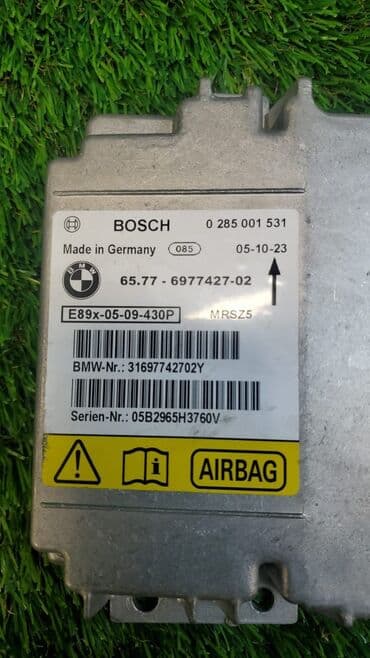 BOSCH 0 285 001 531
Made in Germany 085 05-10-23
BMW
65.77 - 6977427-02
E89x-05-09-430P MRSZ5
BMW-Nr.: 31697742702Y
Serien-Nr.: 05B2965H3760V
AIRBAG